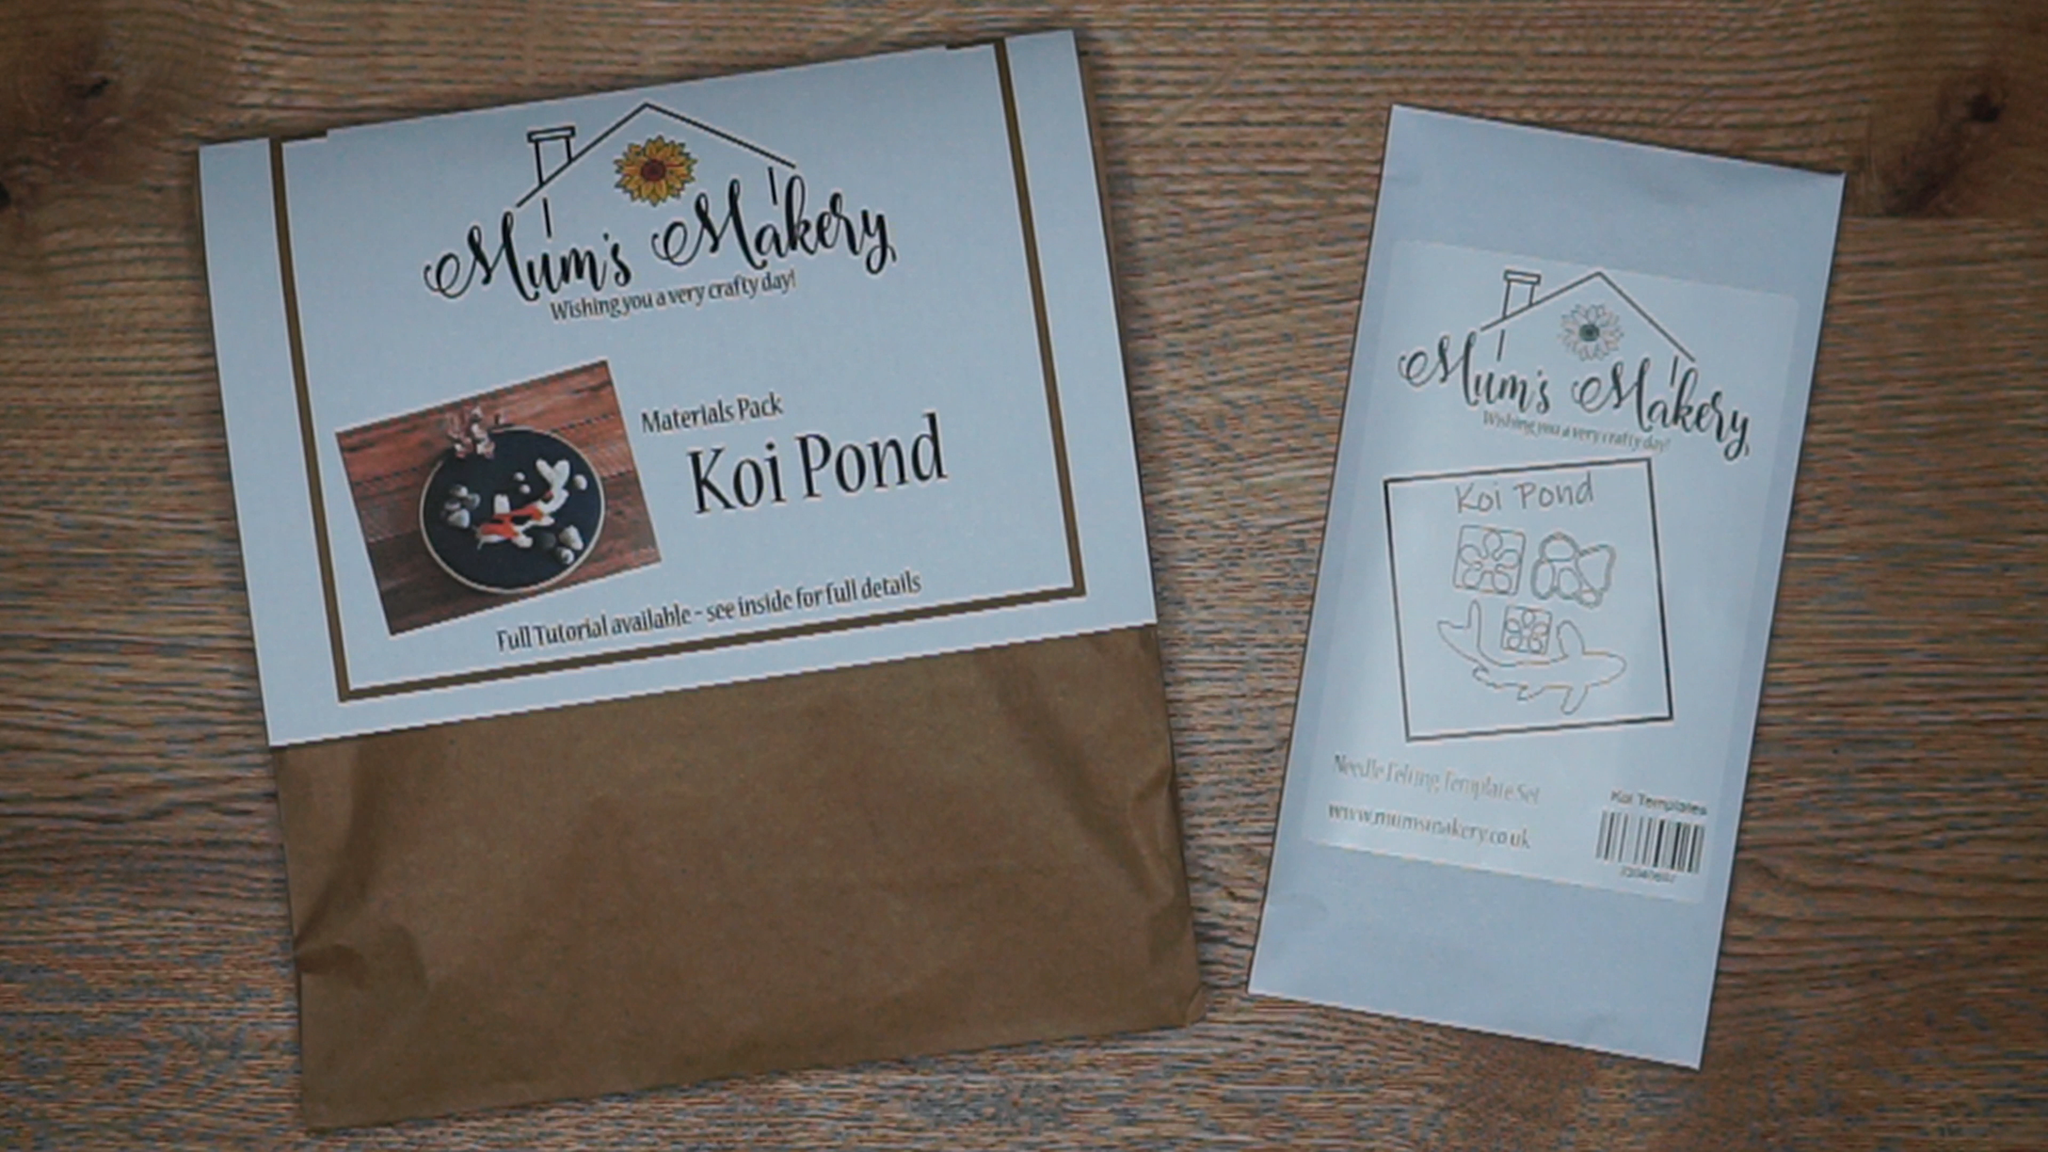 Mum's Makery
Wishing you a very crafty day!
Materials Pack
Koi Pond
Full Tutorial available - see inside for full details
Mum's Makery
Wishing you a very crafty day!
Koi Pond
Needle Felting Template Set
www.mumsmakery.co.uk
Koi Templates